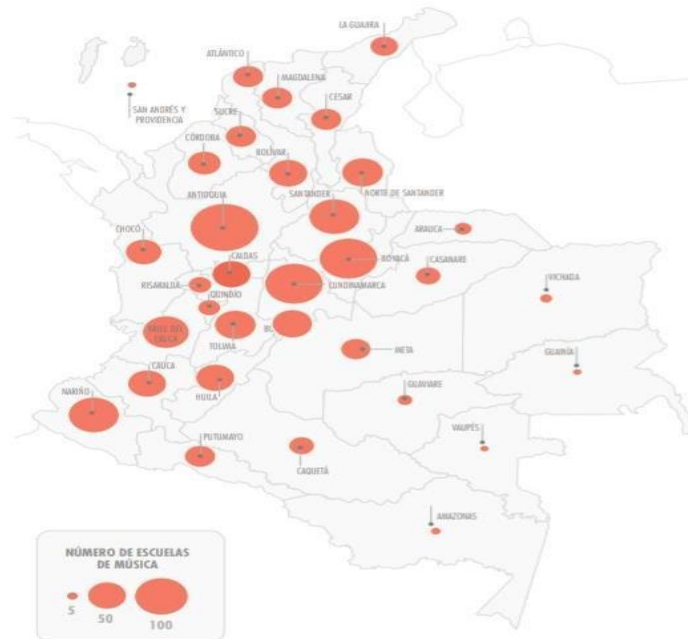 LA GUAJIRA
ATLÁNTICO
MAGDALENA
SAN ANDRÉS Y
PROVIDENCIA
CESAR
SUCRE
CÓRDOBA
BOLÍVAR
ANTIOQUIA
SANTANDER
NORTE DE SANTANDER
CHOCÓ
ARAUCA
CALDAS
BOYACÁ
CASANARE
RISARALDA
CUNDINAMARCA
VICHADA
QUINDÍO
VALLE DEL
CAUCA
TOLIMA
META
GUAINÍA
CAUCA
HUILA
GUAVIARE
NARIÑO
PUTUMAYO
CAQUETÁ
VAUPÉS
AMAZONAS
NÚMERO DE ESCUELAS
DE MÚSICA
5
50
100